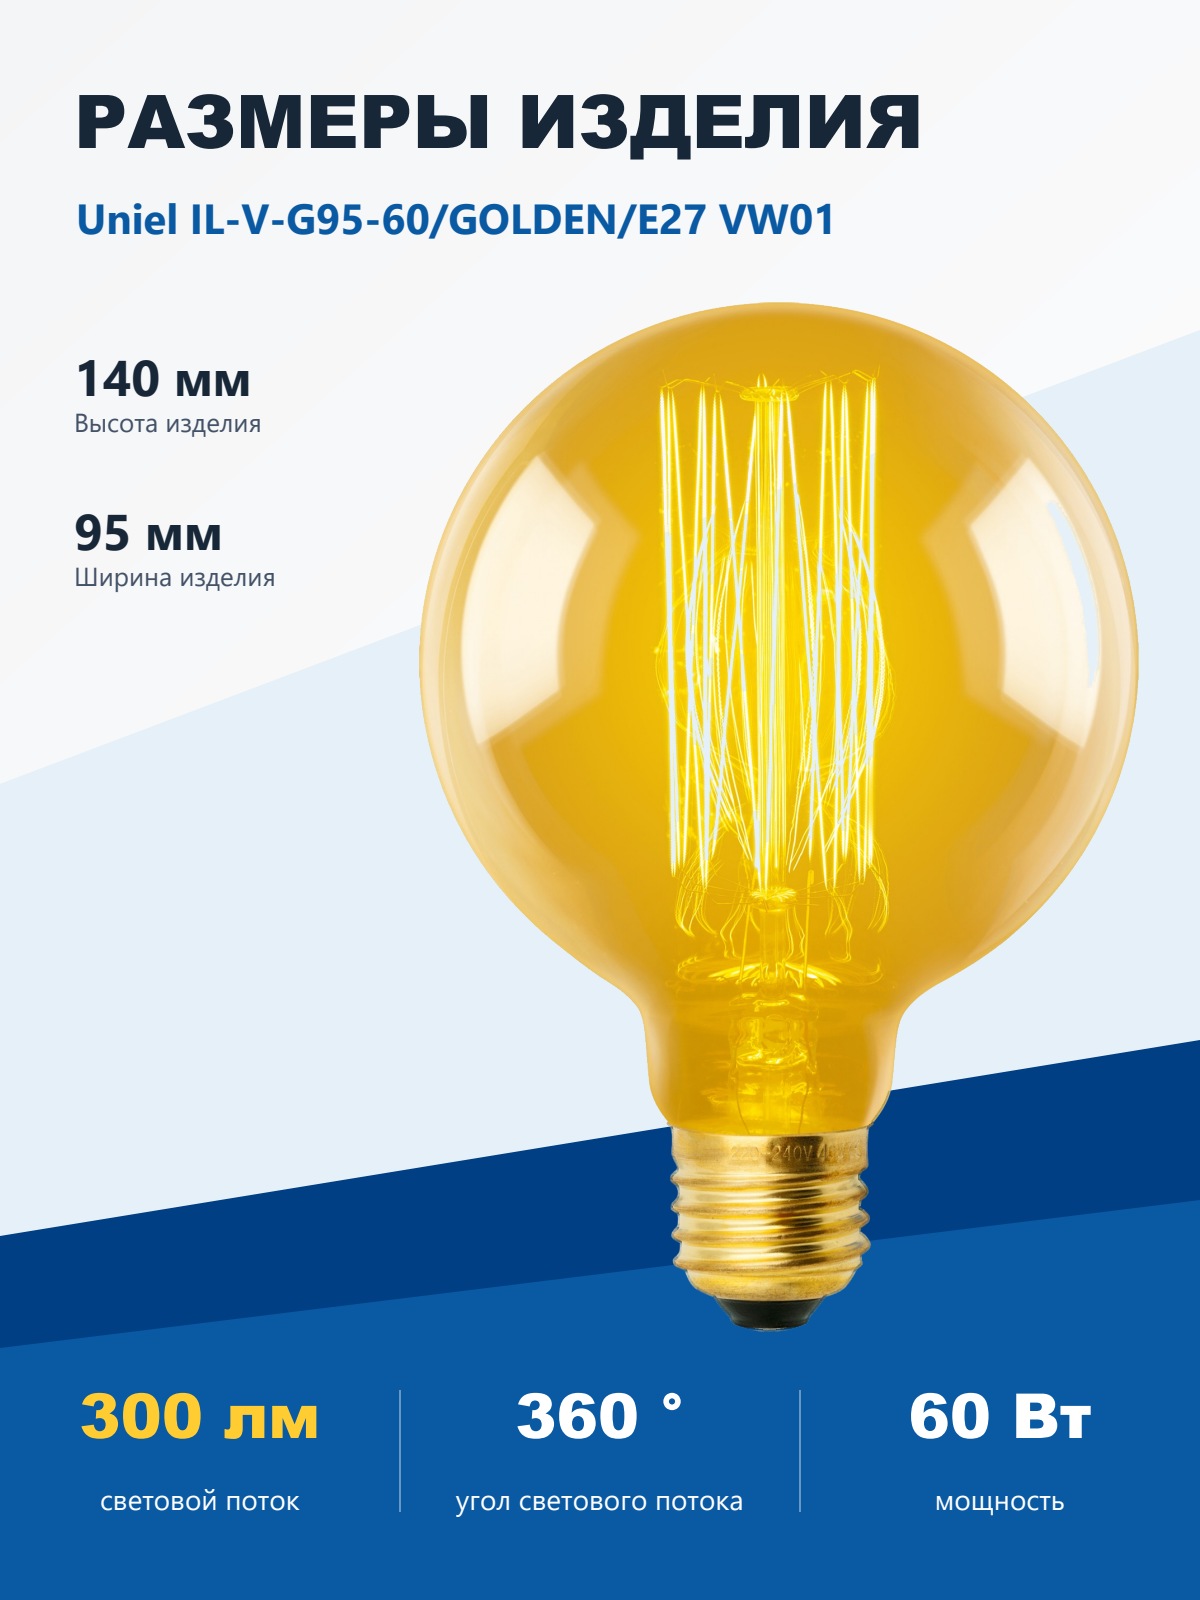 РАЗМЕРЫ ИЗДЕЛИЯ
Uniel IL-V-G95-60/GOLDEN/E27 VW01
140 мм
Высота изделия
95 мм
Ширина изделия
240V
300 лм
световой поток
360 °
угол светового потока
60 Вт
мощность